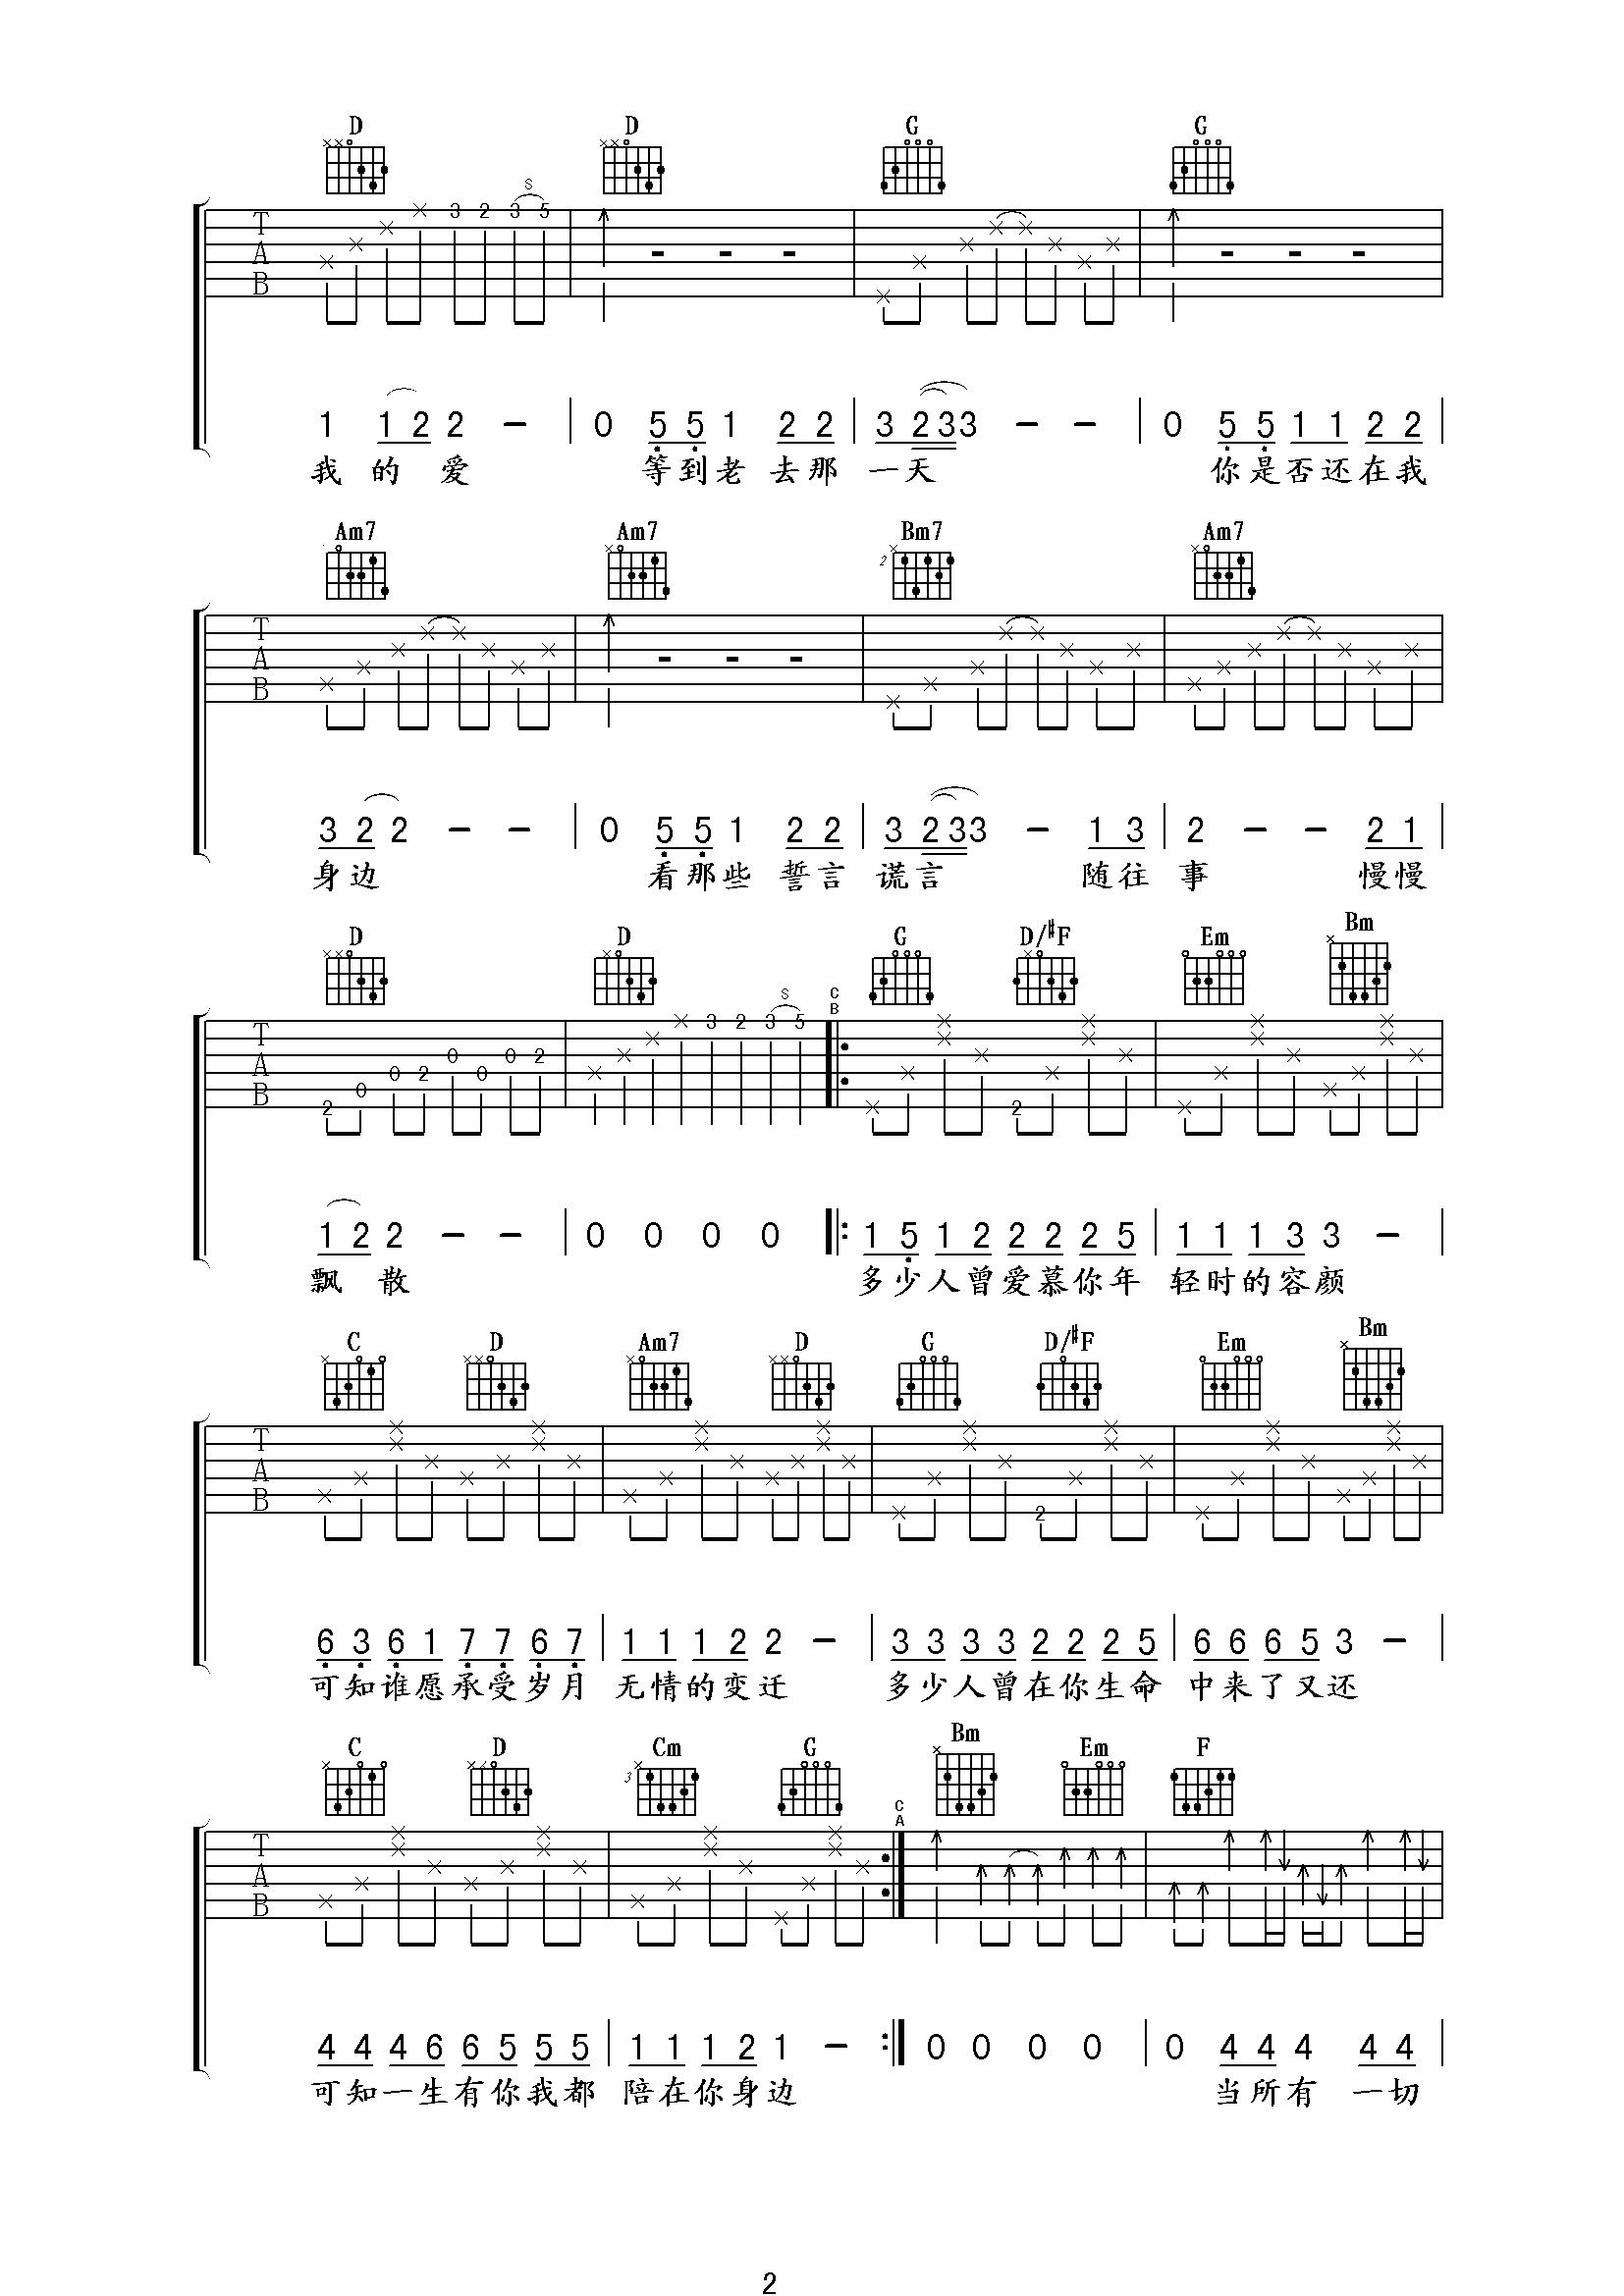 D D G G
S
T 3 2 3 5
A
B
1 1 2 2 - | 0 5 5 1 2 2 | 3 2 3 3 - - | 0 5 5 1 1 2 2 |
我 的 爱 等到老 去那 一天 你是否还在我
Am7 Am7 Bm7 Am7
2
T
A
B
3 2 2 - - | 0 5 5 1 2 2 | 3 2 3 3 - 1 3 | 2 - - 2 1 |
身边 看那些 誓言 谎言 随往 事 慢慢
D D G D/#F Em Bm
S C
B
T 3 2 3 5
A 0 0 0 2
B 2 0 0 2 0 2
1 2 2 - - | 0 0 0 0 |: 1 5 1 2 2 2 2 5 | 1 1 1 3 3 - |
飘 散 多少人曾爱慕你年 轻时的容颜
C D Am7 D G D/#F Em Bm
T
A
B 2
6 3 6 1 7 7 6 7 | 1 1 1 2 2 - | 3 3 3 3 2 2 2 5 | 6 6 6 5 3 - |
可知谁愿承受岁月 无情的变迁 多少人曾在你生命 中来了又还
C D Cm G Bm Em F
3
C
A
T
A
B
4 4 4 6 6 5 5 5 | 1 1 1 2 1 - :| 0 0 0 0 | 0 4 4 4 4 4 |
可知一生有你我都 陪在你身边 当所有 一切
2